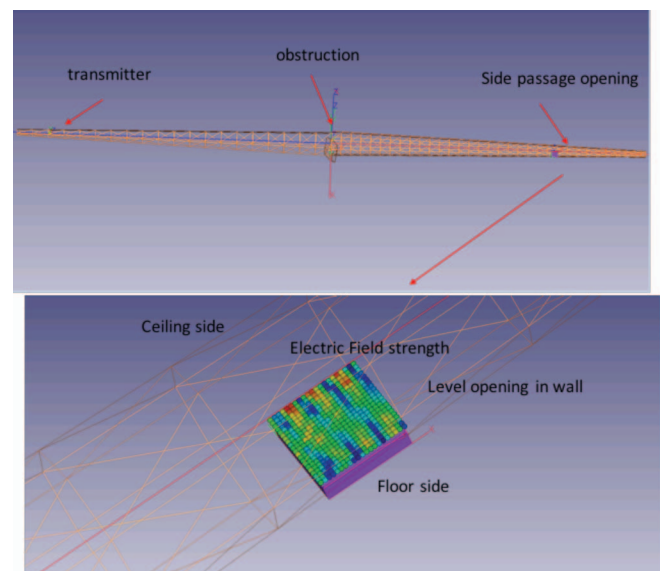 obstruction
transmitter
Side passage opening
Ceiling side
Electric Field strength
Level opening in wall
Floor side